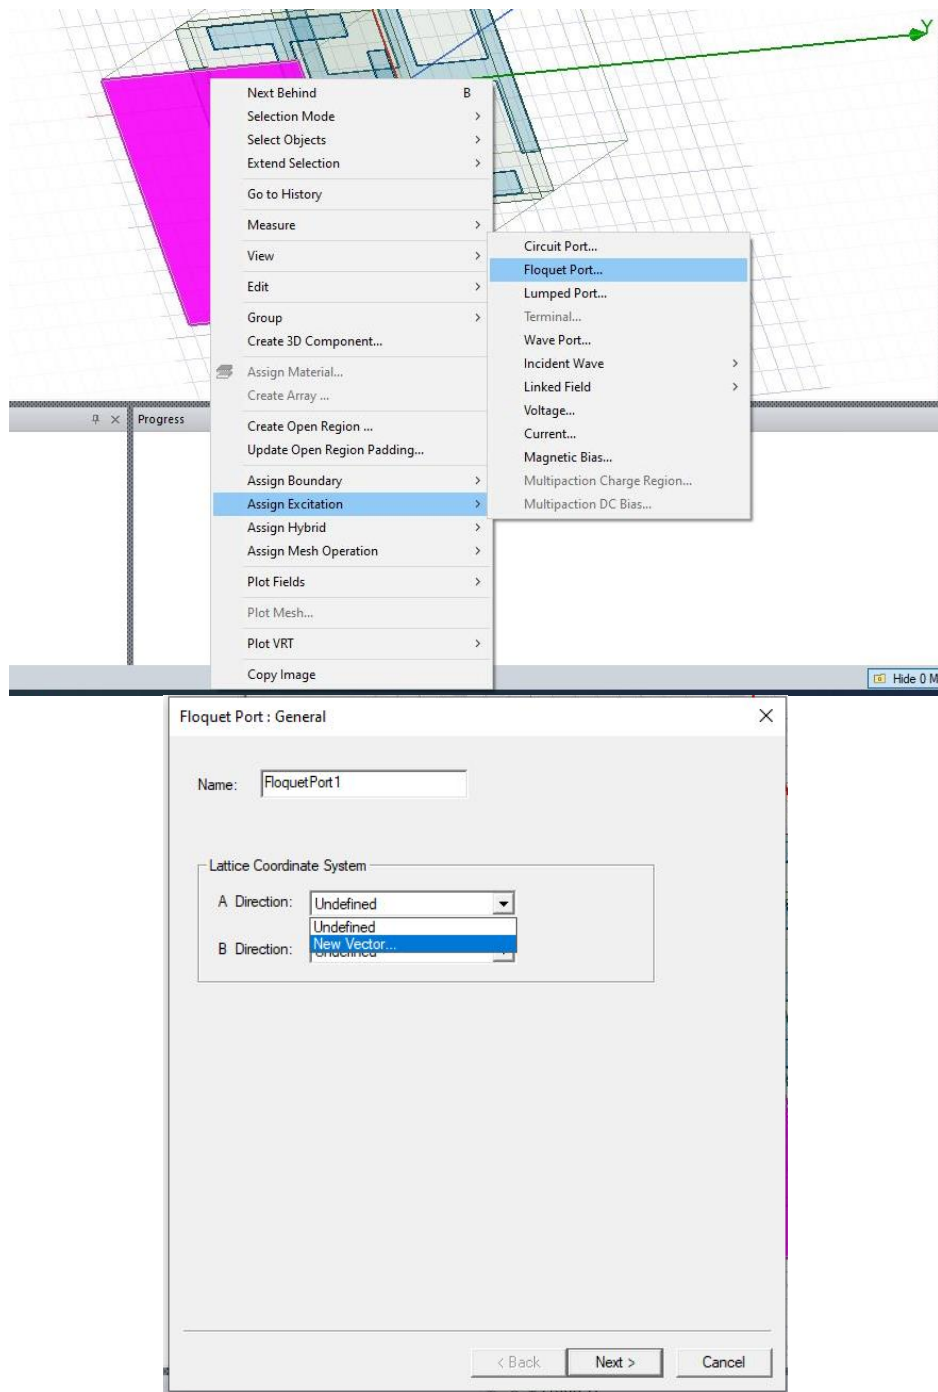 Y
Next Behind B
Selection Mode >
Select Objects >
Extend Selection >
Go to History
Measure >
View >
Edit >
Group >
Create 3D Component...
Assign Material...
Create Array ...
Create Open Region ...
Update Open Region Padding...
Assign Boundary >
Assign Excitation >
Assign Hybrid >
Assign Mesh Operation >
Plot Fields >
Plot Mesh...
Plot VRT >
Copy Image
Circuit Port...
Floquet Port...
Lumped Port...
Terminal...
Wave Port...
Incident Wave >
Linked Field >
Voltage...
Current...
Magnetic Bias...
Multipaction Charge Region...
Multipaction DC Bias...
Progress
Hide 0 M
Floquet Port : General
Name: FloquetPort1
Lattice Coordinate System
A Direction: Undefined
Undefined
New Vector...
B Direction: Undefined
< Back Next > Cancel